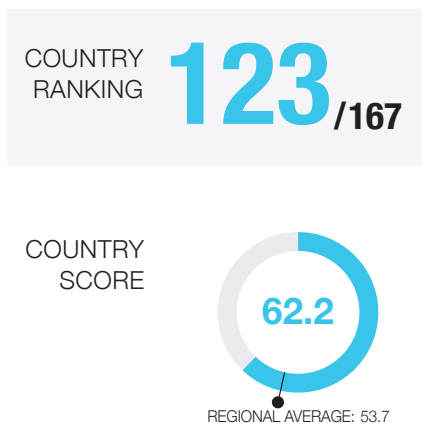 COUNTRY
RANKING
123/167
COUNTRY
SCORE
62.2
REGIONAL AVERAGE: 53.7